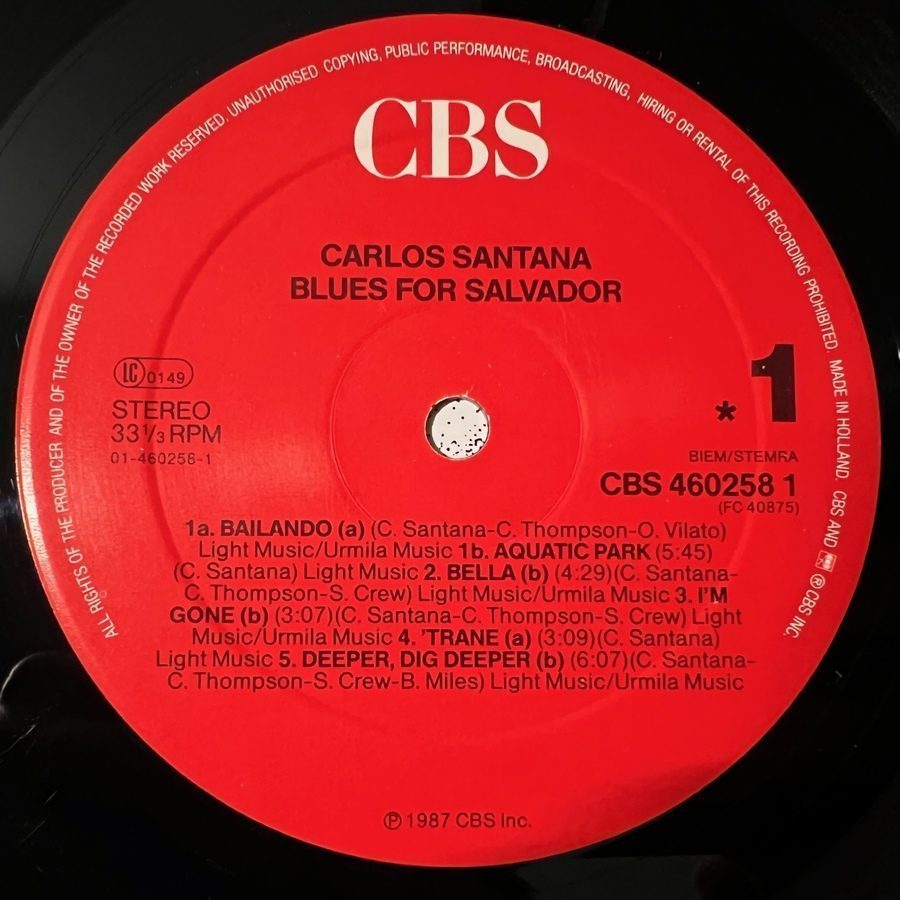 ALL RIGHTS OF THE PRODUCER AND OF THE OWNER OF THE RECORDED WORK RESERVED. UNAUTHORISED COPYING, PUBLIC PERFORMANCE, BROADCASTING, HIRING OR RENTAL OF THIS RECORDING PROHIBITED. MADE IN HOLLAND. CBS AND ® CBS INC.
CBS
CARLOS SANTANA
BLUES FOR SALVADOR
LC 0149
STEREO
33 1/3 RPM
01-460258-1
* 1
BIEM/STEMRA
CBS 460258 1
(FC 40875)
1a. BAILANDO (a) (C. Santana-C. Thompson-O. Vilato)
Light Music/Urmila Music 1b. AQUATIC PARK (5:45)
(C. Santana) Light Music 2. BELLA (b) (4:29)(C. Santana-
C. Thompson-S. Crew) Light Music/Urmila Music 3. I'M
GONE (b) (3:07)(C. Santana-C. Thompson-S. Crew) Light
Music/Urmila Music 4. 'TRANE (a) (3:09)(C. Santana)
Light Music 5. DEEPER, DIG DEEPER (b) (6:07)(C. Santana-
C. Thompson-S. Crew-B. Miles) Light Music/Urmila Music
℗ 1987 CBS Inc.